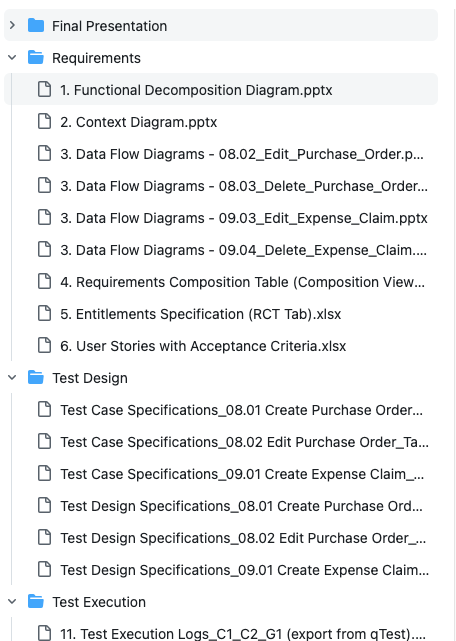 Final Presentation
Requirements
1. Functional Decomposition Diagram.pptx
2. Context Diagram.pptx
3. Data Flow Diagrams - 08.02_Edit_Purchase_Order.p...
3. Data Flow Diagrams - 08.03_Delete_Purchase_Order...
3. Data Flow Diagrams - 09.03_Edit_Expense_Claim.pptx
3. Data Flow Diagrams - 09.04_Delete_Expense_Claim....
4. Requirements Composition Table (Composition View...
5. Entitlements Specification (RCT Tab).xlsx
6. User Stories with Acceptance Criteria.xlsx
Test Design
Test Case Specifications_08.01 Create Purchase Order...
Test Case Specifications_08.02 Edit Purchase Order_Ta...
Test Case Specifications_09.01 Create Expense Claim_...
Test Design Specifications_08.01 Create Purchase Ord...
Test Design Specifications_08.02 Edit Purchase Order_...
Test Design Specifications_09.01 Create Expense Claim...
Test Execution
11. Test Execution Logs_C1_C2_G1 (export from qTest)....